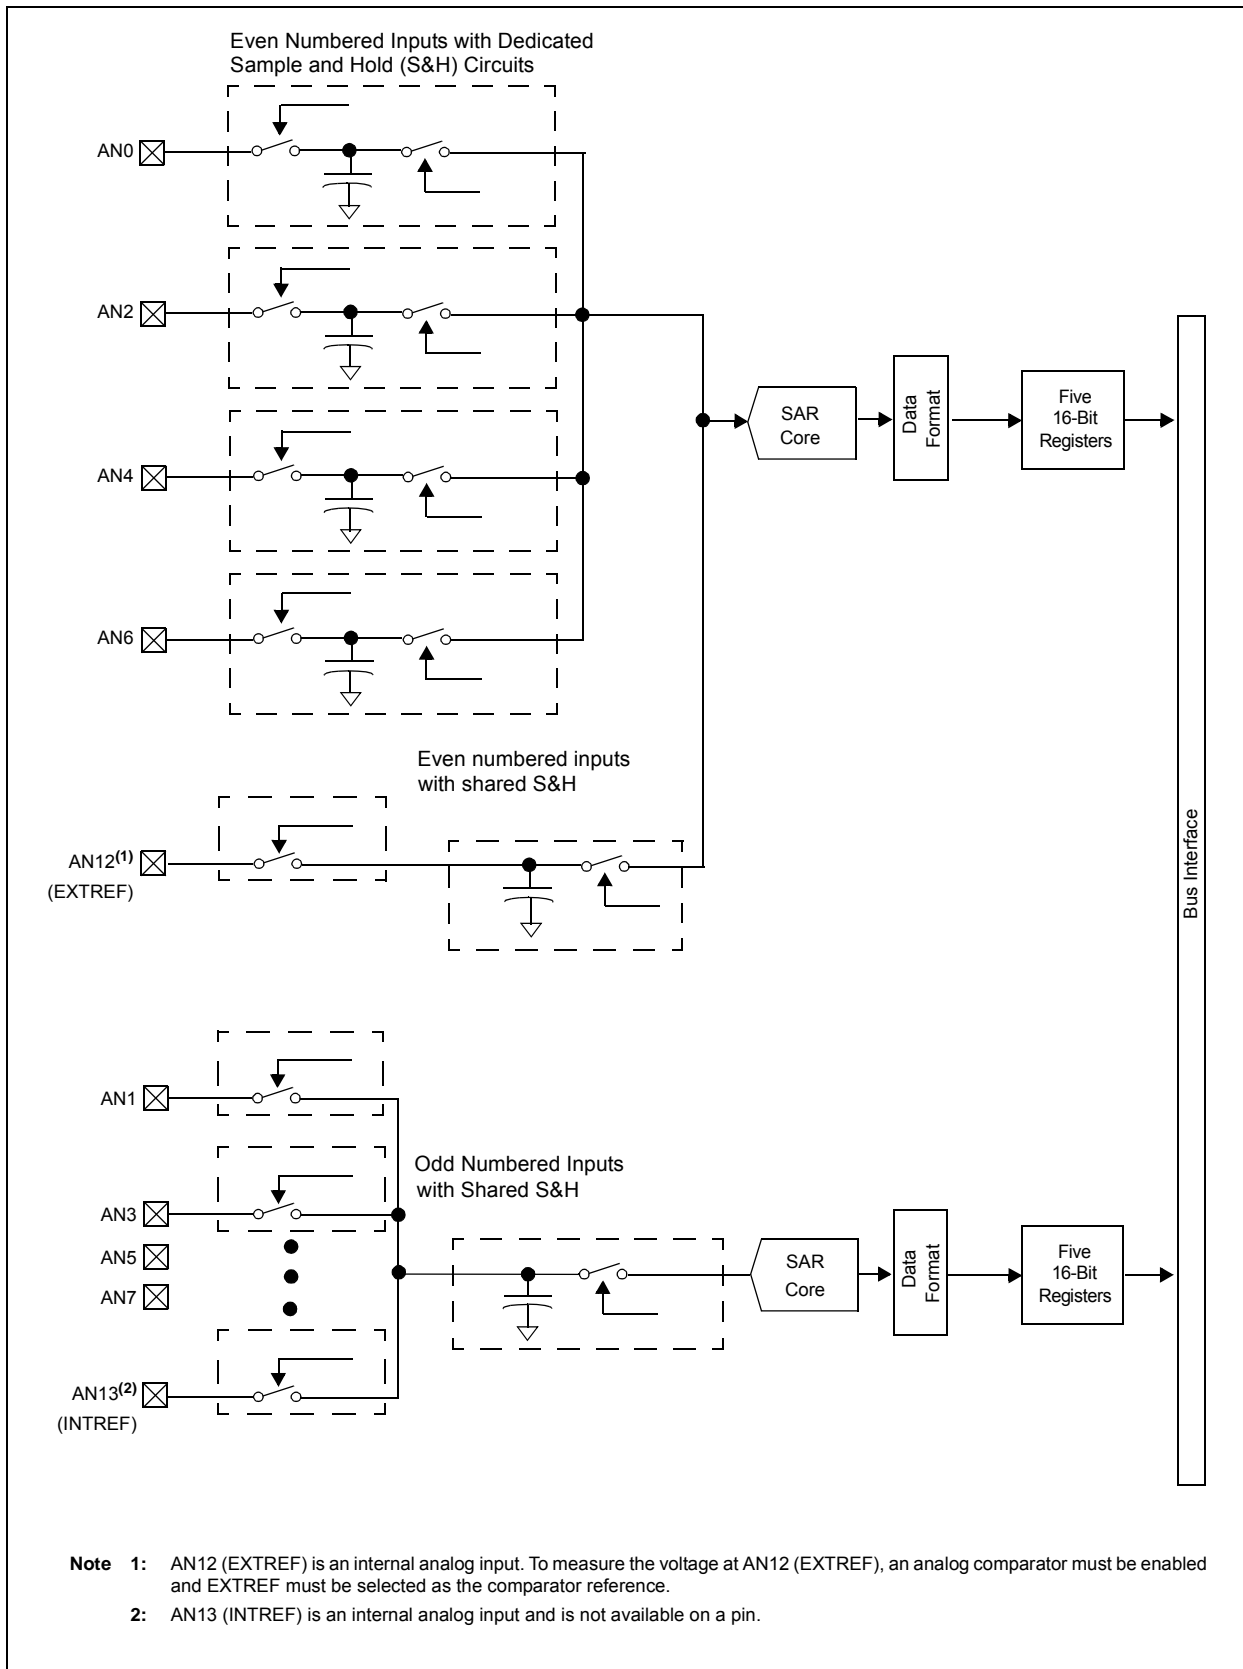 Even Numbered Inputs with Dedicated
Sample and Hold (S&H) Circuits
AN0
AN2
AN4
AN6
SAR
Core
Data
Format
Five
16-Bit
Registers
Bus Interface
Even numbered inputs
with shared S&H
AN12(1)
(EXTREF)
AN1
Odd Numbered Inputs
with Shared S&H
AN3
AN5
AN7
AN13(2)
(INTREF)
SAR
Core
Data
Format
Five
16-Bit
Registers
Note 1: AN12 (EXTREF) is an internal analog input. To measure the voltage at AN12 (EXTREF), an analog comparator must be enabled
and EXTREF must be selected as the comparator reference.
2: AN13 (INTREF) is an internal analog input and is not available on a pin.